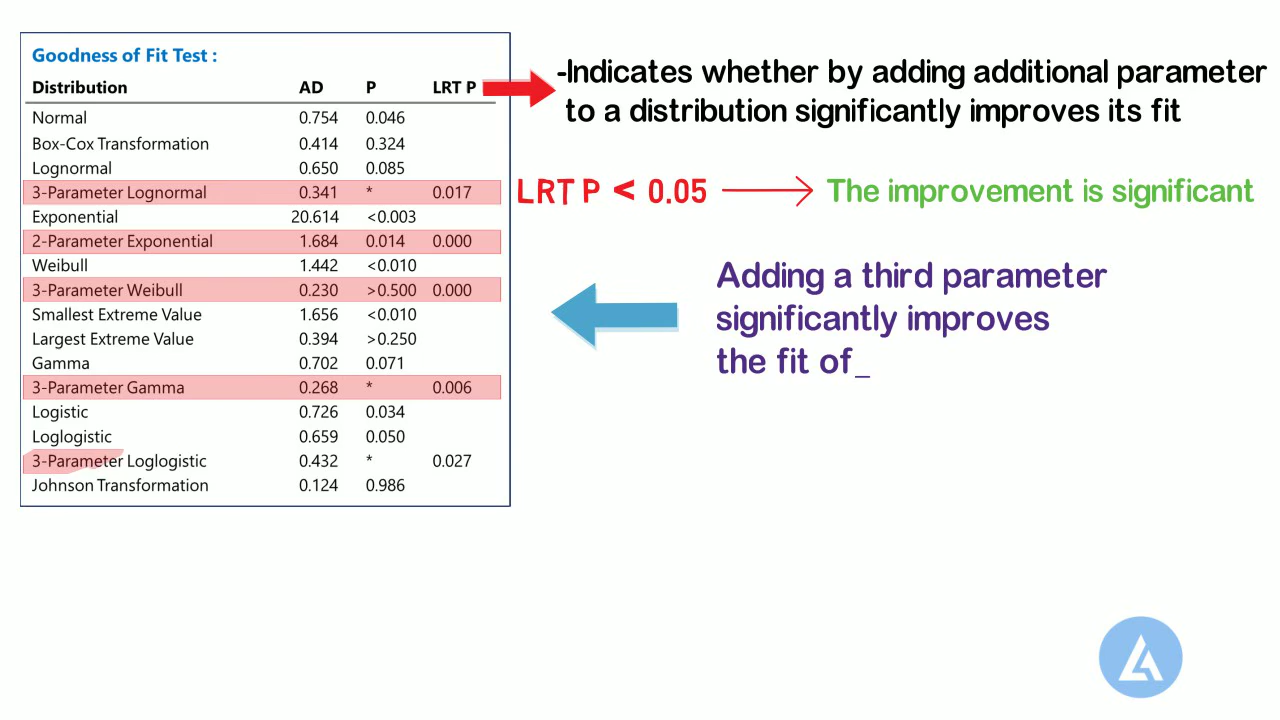 Goodness of Fit Test :
Distribution AD P LRT P
Normal 0.754 0.046
Box-Cox Transformation 0.414 0.324
Lognormal 0.650 0.085
3-Parameter Lognormal 0.341 * 0.017
Exponential 20.614 <0.003
2-Parameter Exponential 1.684 0.014 0.000
Weibull 1.442 <0.010
3-Parameter Weibull 0.230 >0.500 0.000
Smallest Extreme Value 1.656 <0.010
Largest Extreme Value 0.394 >0.250
Gamma 0.702 0.071
3-Parameter Gamma 0.268 * 0.006
Logistic 0.726 0.034
Loglogistic 0.659 0.050
3-Parameter Loglogistic 0.432 * 0.027
Johnson Transformation 0.124 0.986
-Indicates whether by adding additional parameter
to a distribution significantly improves its fit
LRT P < 0.05
The improvement is significant
Adding a third parameter
significantly improves
the fit of_